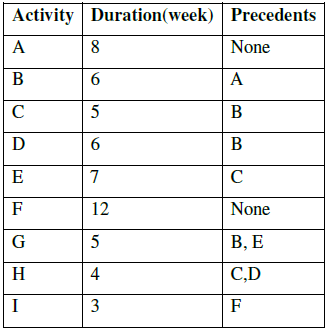 Activity Duration(week) Precedents
A 8 None
B 6 A
C 5 B
D 6 B
E 7 C
F 12 None
G 5 B, E
H 4 C,D
I 3 F